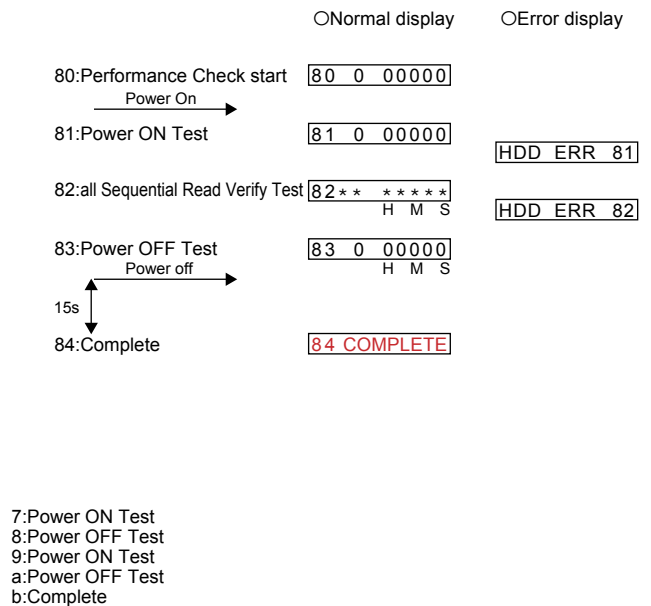 ○Normal display ○Error display
80:Performance Check start 80 0 00000
Power On
81:Power ON Test 81 0 00000
HDD ERR 81
82:all Sequential Read Verify Test 82** *****
H M S
HDD ERR 82
83:Power OFF Test 83 0 00000
Power off H M S
15s
84:Complete 84 COMPLETE
7:Power ON Test
8:Power OFF Test
9:Power ON Test
a:Power OFF Test
b:Complete